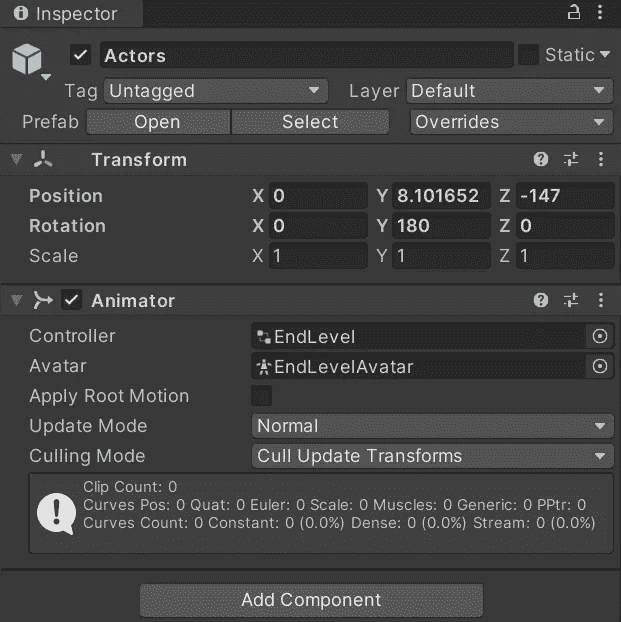 Inspector
Actors Static
Tag Untagged Layer Default
Prefab Open Select Overrides
Transform
Position X 0 Y 8.101652 Z -147
Rotation X 0 Y 180 Z 0
Scale X 1 Y 1 Z 1
Animator
Controller EndLevel
Avatar EndLevelAvatar
Apply Root Motion
Update Mode Normal
Culling Mode Cull Update Transforms
Clip Count: 0
Curves Pos: 0 Quat: 0 Euler: 0 Scale: 0 Muscles: 0 Generic: 0 PPtr: 0
Curves Count: 0 Constant: 0 (0.0%) Dense: 0 (0.0%) Stream: 0 (0.0%)
Add Component